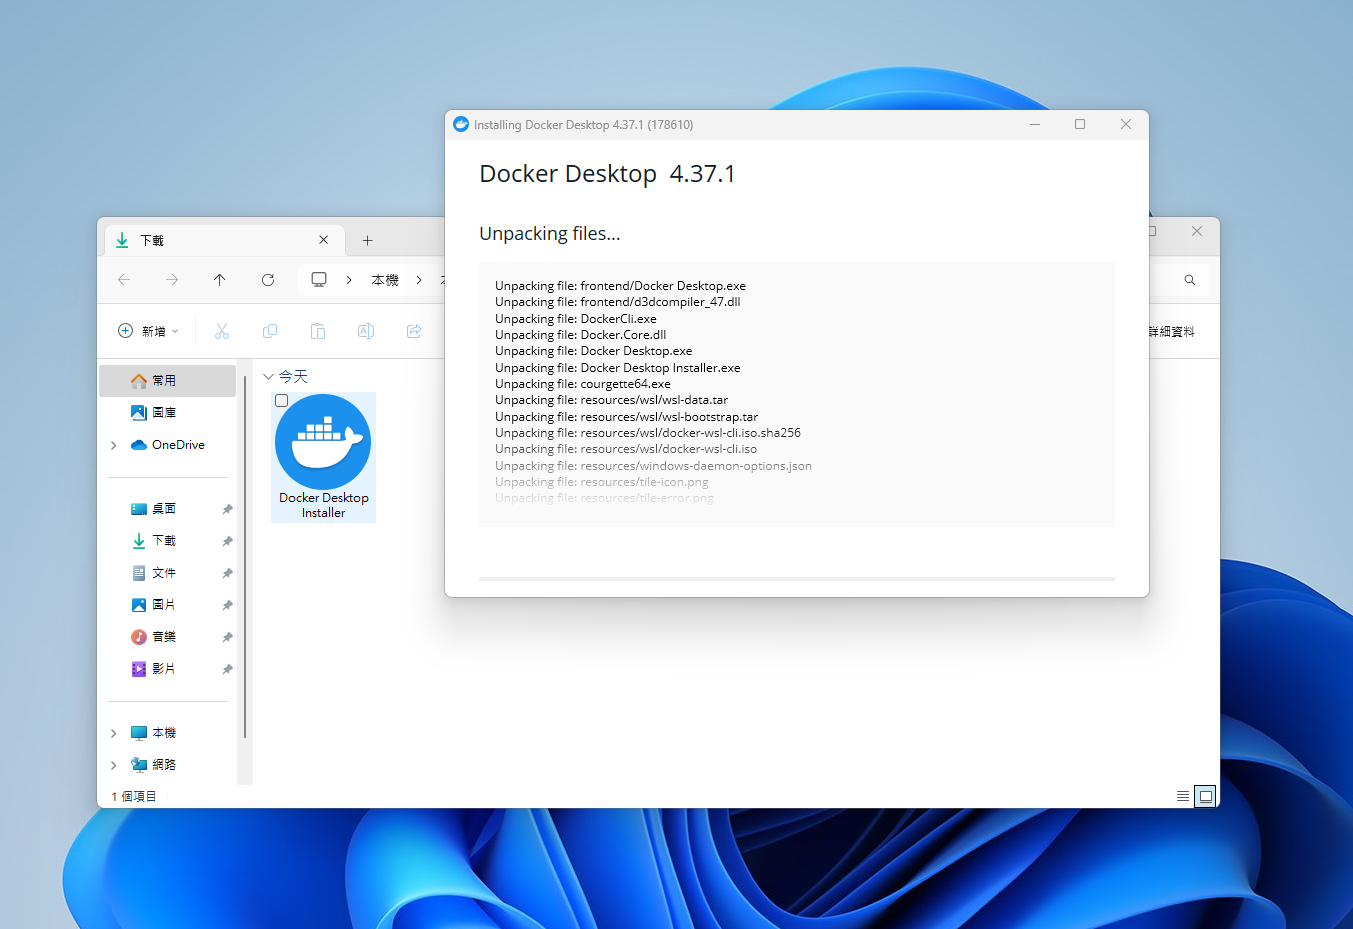 Installing Docker Desktop 4.37.1 (178610)
Docker Desktop 4.37.1
Unpacking files...
Unpacking file: frontend/Docker Desktop.exe
Unpacking file: frontend/d3dcompiler_47.dll
Unpacking file: DockerCli.exe
Unpacking file: Docker.Core.dll
Unpacking file: Docker Desktop.exe
Unpacking file: Docker Desktop Installer.exe
Unpacking file: courgette64.exe
Unpacking file: resources/wsl/wsl-data.tar
Unpacking file: resources/wsl/wsl-bootstrap.tar
Unpacking file: resources/wsl/docker-wsl-cli.iso.sha256
Unpacking file: resources/wsl/docker-wsl-cli.iso
Unpacking file: resources/windows-daemon-options.json
Unpacking file: resources/tile-icon.png
Unpacking file: resources/tile-error.png
下載
本機
新增
詳細資料
常用
圖庫
OneDrive
桌面
下載
文件
圖片
音樂
影片
本機
網路
今天
Docker Desktop
Installer
1 個項目